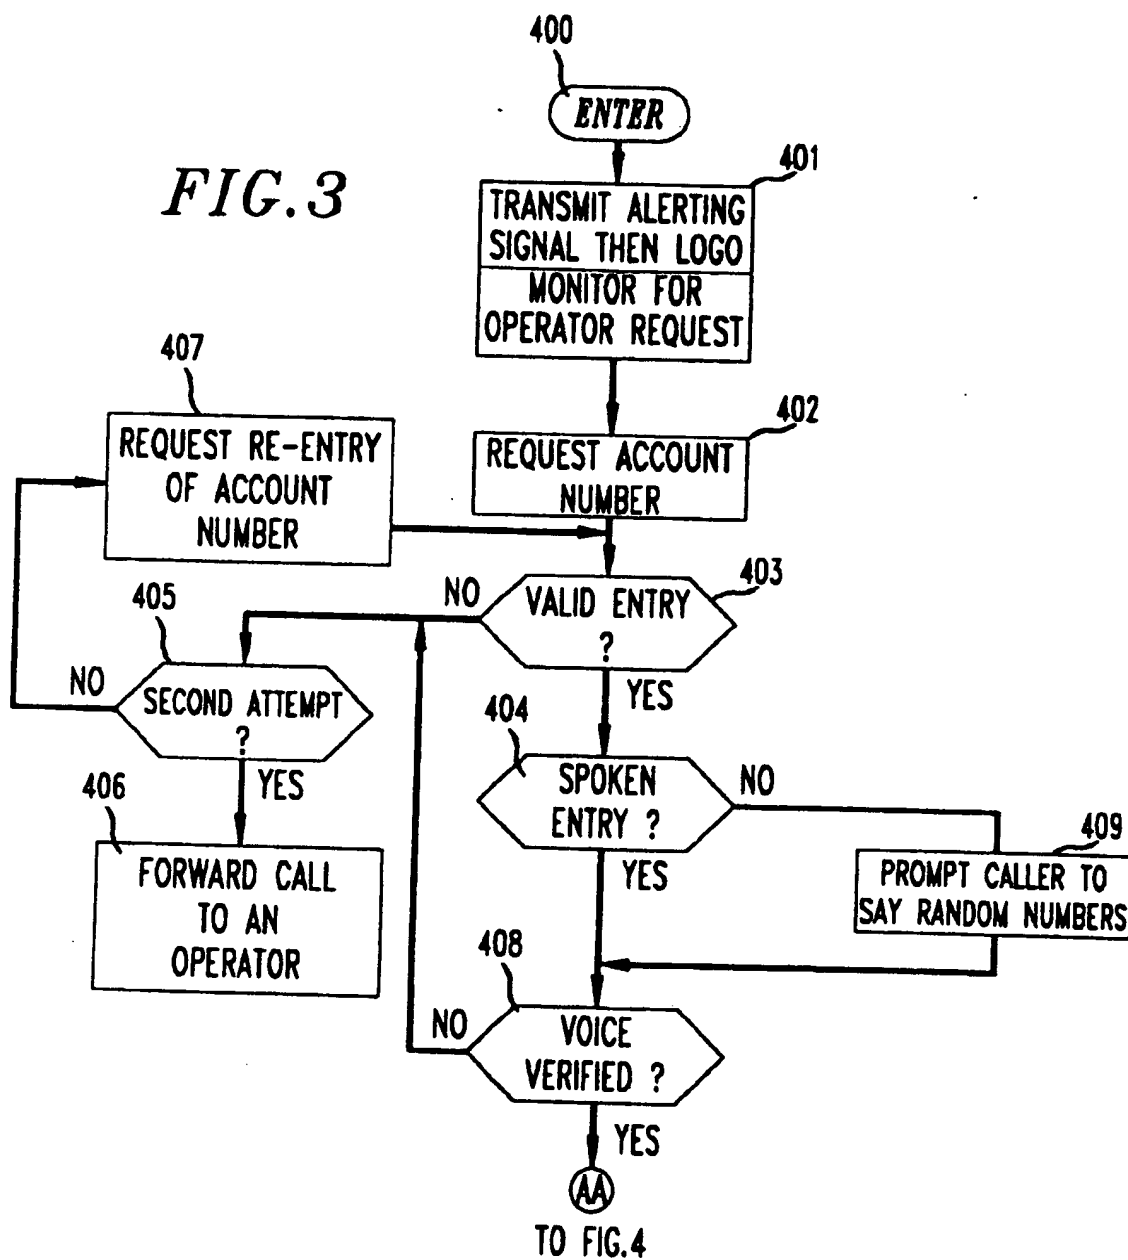 400
ENTER
FIG.3
401
TRANSMIT ALERTING
SIGNAL THEN LOGO
MONITOR FOR
OPERATOR REQUEST
407
REQUEST RE-ENTRY
OF ACCOUNT
NUMBER
402
REQUEST ACCOUNT
NUMBER
403
VALID ENTRY
?
NO
YES
405
SECOND ATTEMPT
?
NO
YES
404
SPOKEN
ENTRY ?
NO
YES
406
FORWARD CALL
TO AN
OPERATOR
409
PROMPT CALLER TO
SAY RANDOM NUMBERS
408
VOICE
VERIFIED ?
NO
YES
AA
TO FIG.4